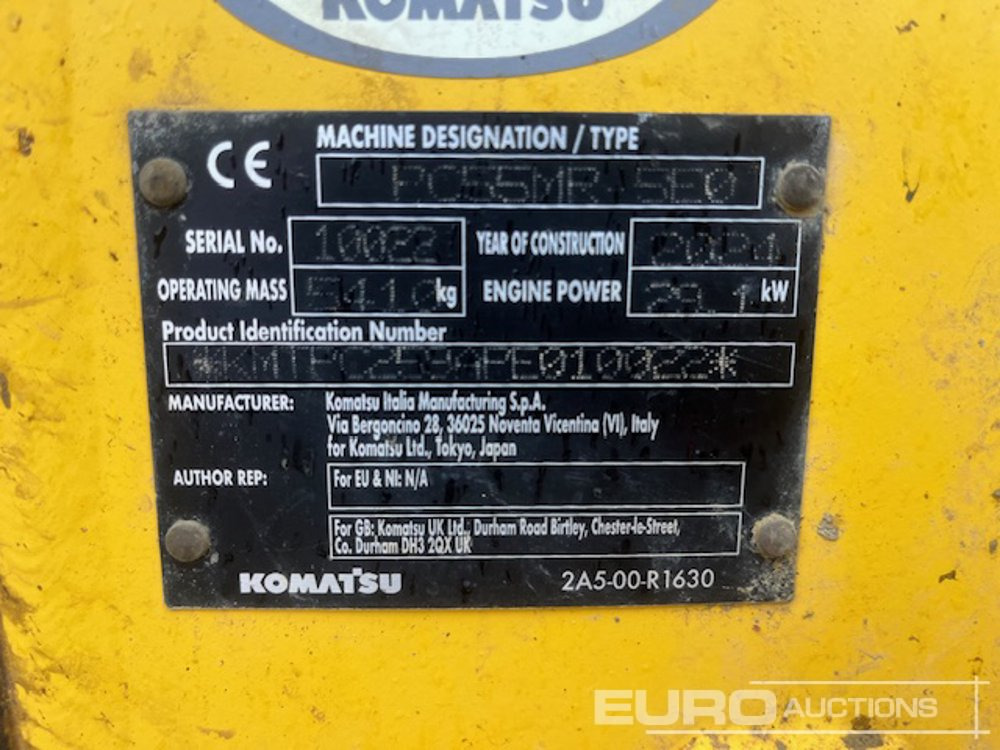 KOMATSU
CE MACHINE DESIGNATION / TYPE
PC55MR-5E0
SERIAL No. 10022 YEAR OF CONSTRUCTION 2021
OPERATING MASS 5410 kg ENGINE POWER 29.1 kW
Product Identification Number
*KMTPC259APE010022*
MANUFACTURER: Komatsu Italia Manufacturing S.p.A.
Via Bergoncino 28, 36025 Noventa Vicentina (VI), Italy
for Komatsu Ltd., Tokyo, Japan
AUTHOR REP: For EU & NI: N/A
For GB: Komatsu UK Ltd., Durham Road Birtley, Chester-le-Street,
Co. Durham DH3 2QX UK
KOMATSU 2A5-00-R1630
EURO AUCTIONS